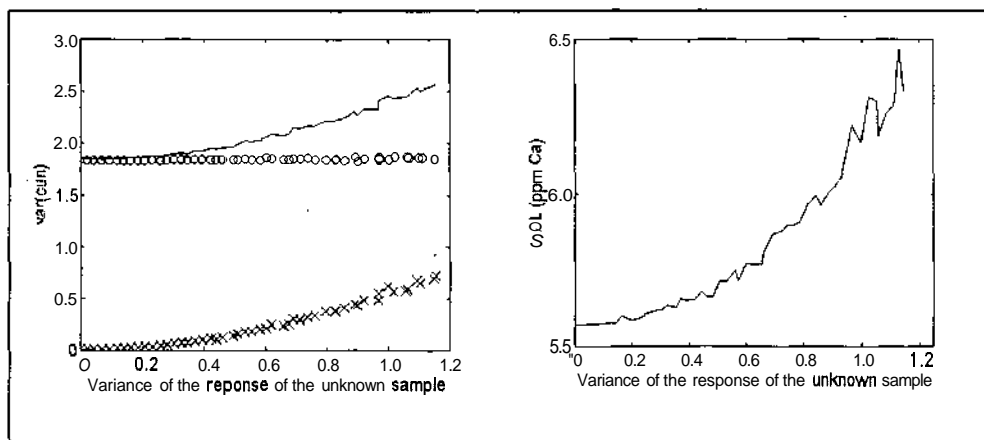 3.0
2.5
2.0
1.5
1.0
0.5
0
var(cun)
O 0.2 0.4 0.6 0.8 1.0 1.2
Variance of the reponse of the unknown sample
6.5
6.0
5.5
SDL (ppm Ca)
0.2 0.4 0.6 0.8 1.0 1.2
Variance of the response of the unknown sample